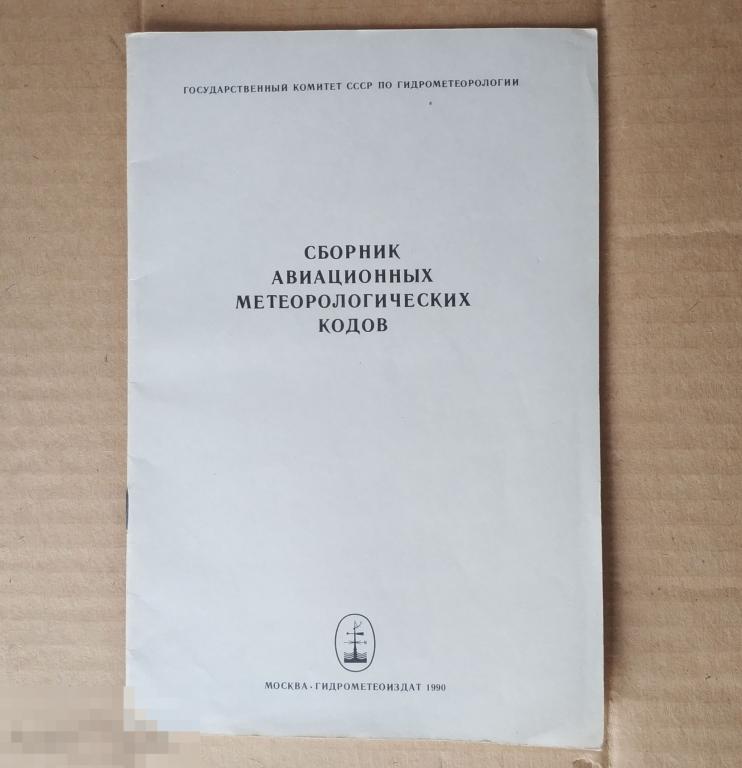 ГОСУДАРСТВЕННЫЙ КОМИТЕТ СССР ПО ГИДРОМЕТЕОРОЛОГИИ
СБОРНИК
АВИАЦИОННЫХ
МЕТЕОРОЛОГИЧЕСКИХ
КОДОВ
МОСКВА · ГИДРОМЕТЕОИЗДАТ 1990